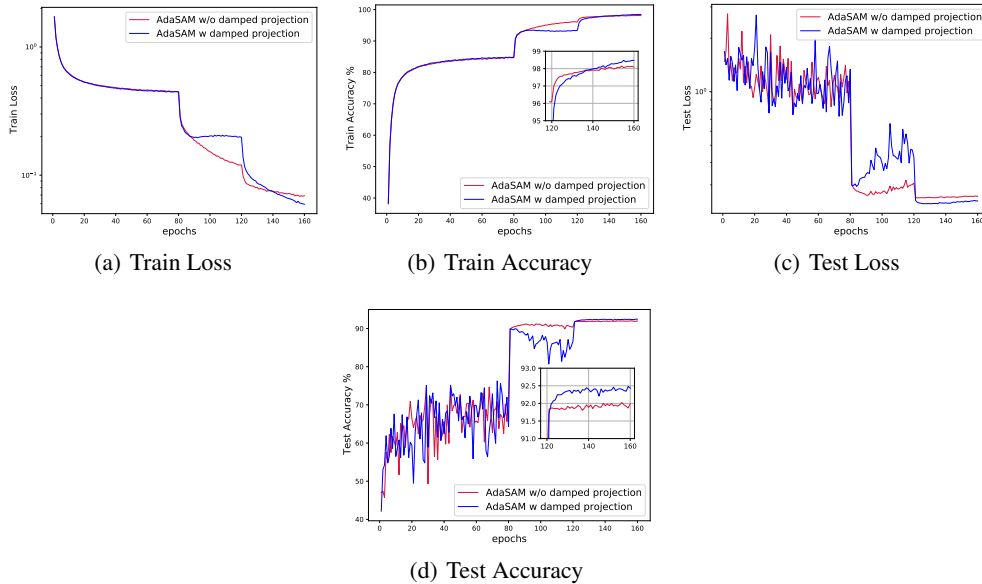 10⁰
10⁻¹
Train Loss
0 20 40 60 80 100 120 140 160
epochs
AdaSAM w/o damped projection
AdaSAM w damped projection
(a) Train Loss
100
90
80
70
60
50
40
Train Accuracy %
0 20 40 60 80 100 120 140 160
epochs
99
98
97
96
95
120 140 160
AdaSAM w/o damped projection
AdaSAM w damped projection
(b) Train Accuracy
10⁰
Test Loss
0 20 40 60 80 100 120 140 160
epochs
AdaSAM w/o damped projection
AdaSAM w damped projection
(c) Test Loss
90
80
70
60
50
40
Test Accuracy %
0 20 40 60 80 100 120 140 160
epochs
93.0
92.5
92.0
91.5
91.0
120 140 160
AdaSAM w/o damped projection
AdaSAM w damped projection
(d) Test Accuracy